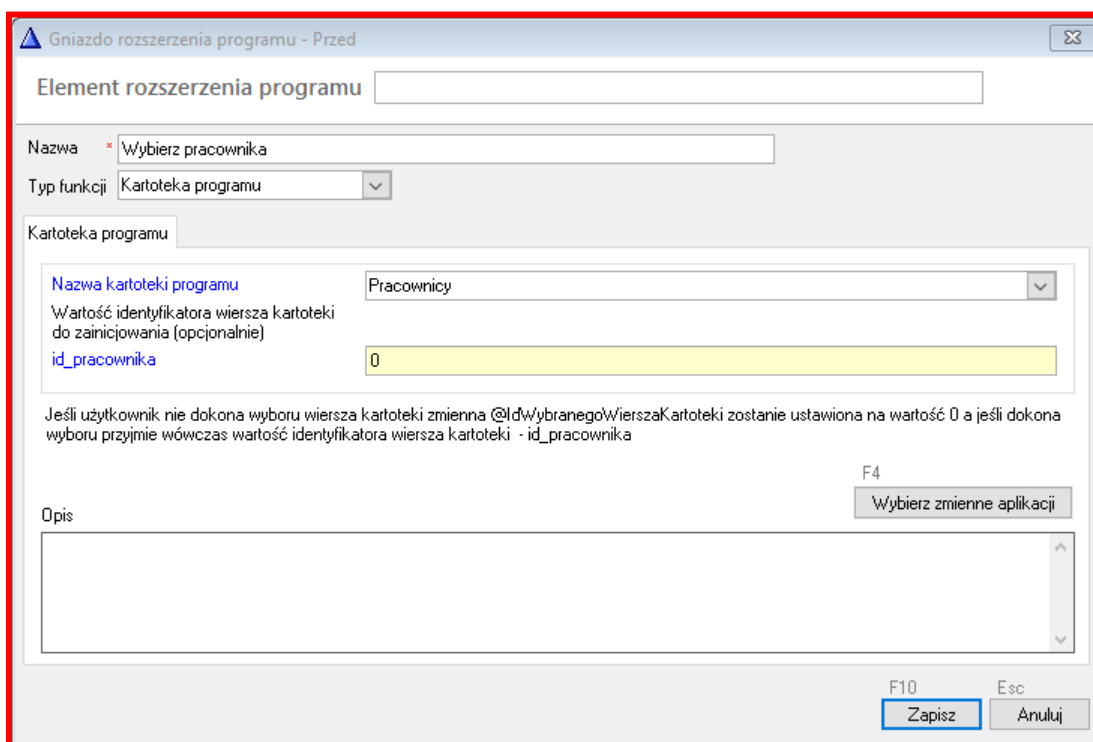 Gniazdo rozszerzenia programu - Przed
Element rozszerzenia programu
Nazwa * Wybierz pracownika
Typ funkcji Kartoteka programu
Kartoteka programu
Nazwa kartoteki programu Pracownicy
Wartość identyfikatora wiersza kartoteki
do zainicjowania (opcjonalnie)
id_pracownika 0
Jeśli użytkownik nie dokona wyboru wiersza kartoteki zmienna @IdWybranegoWierszaKartoteki zostanie ustawiona na wartość 0 a jeśli dokona
wyboru przyjmie wówczas wartość identyfikatora wiersza kartoteki - id_pracownika
F4
Wybierz zmienne aplikacji
Opis
F10 Esc
Zapisz Anuluj